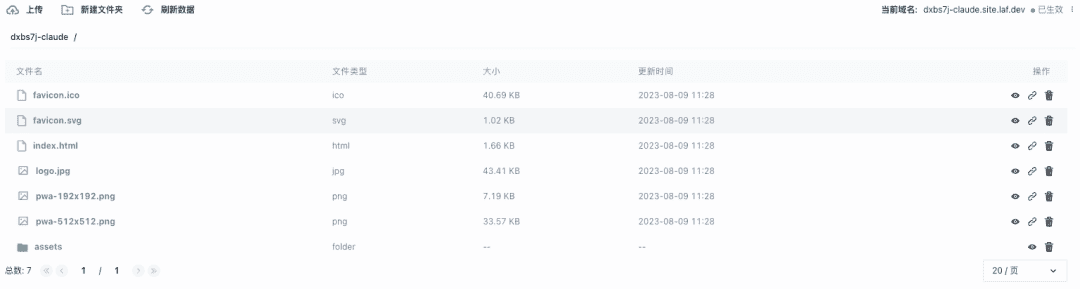 上传 新建文件夹 刷新数据 当前域名: dxbs7j-claude.site.laf.dev 已生效
dxbs7j-claude /
文件名 文件类型 大小 更新时间 操作
favicon.ico ico 40.69 KB 2023-08-09 11:28
favicon.svg svg 1.02 KB 2023-08-09 11:28
index.html html 1.66 KB 2023-08-09 11:28
logo.jpg jpg 43.41 KB 2023-08-09 11:28
pwa-192x192.png png 7.19 KB 2023-08-09 11:28
pwa-512x512.png png 33.57 KB 2023-08-09 11:28
assets folder -- --
总数: 7 1 / 1 20 / 页